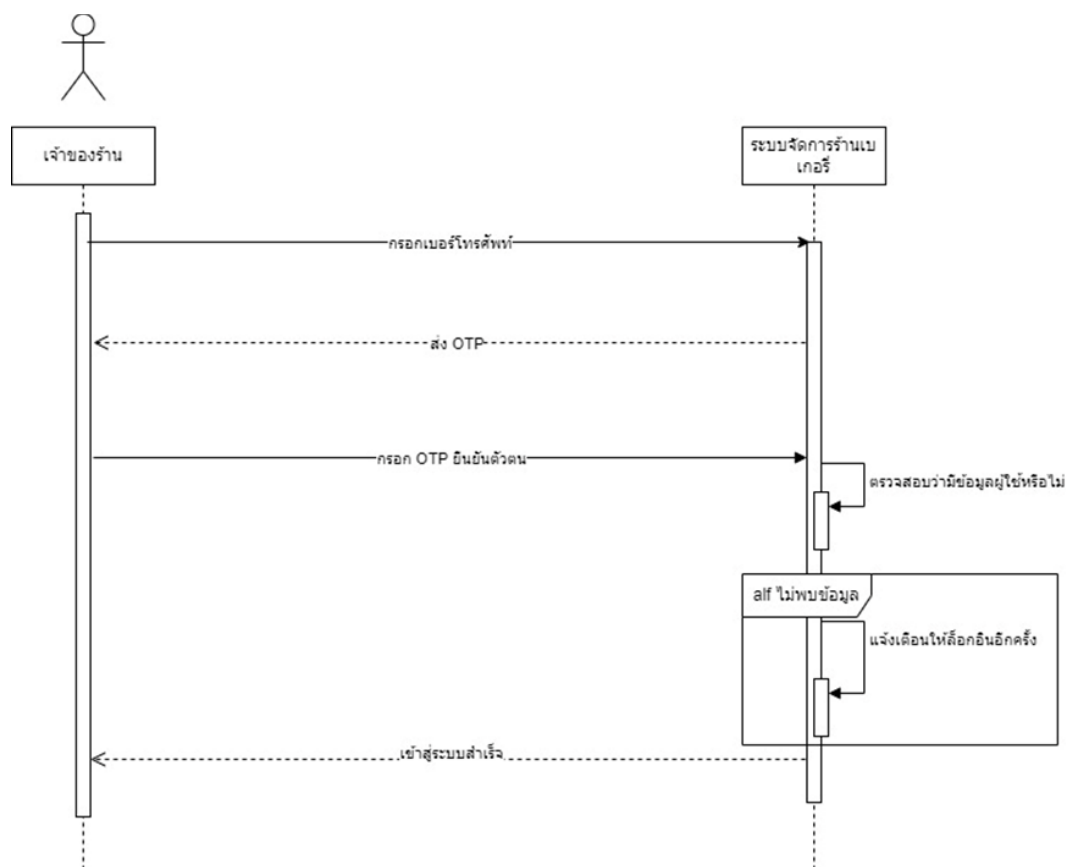 เจ้าของร้าน
ระบบจัดการร้านเบ
เกอรี่
กรอกเบอร์โทรศัพท์
ส่ง OTP
กรอก OTP ยืนยันตัวตน
ตรวจสอบว่ามีข้อมูลผู้ใช้หรือไม่
alf ไม่พบข้อมูล
แจ้งเตือนให้ล็อกอินอีกครั้ง
เข้าสู่ระบบสำเร็จ